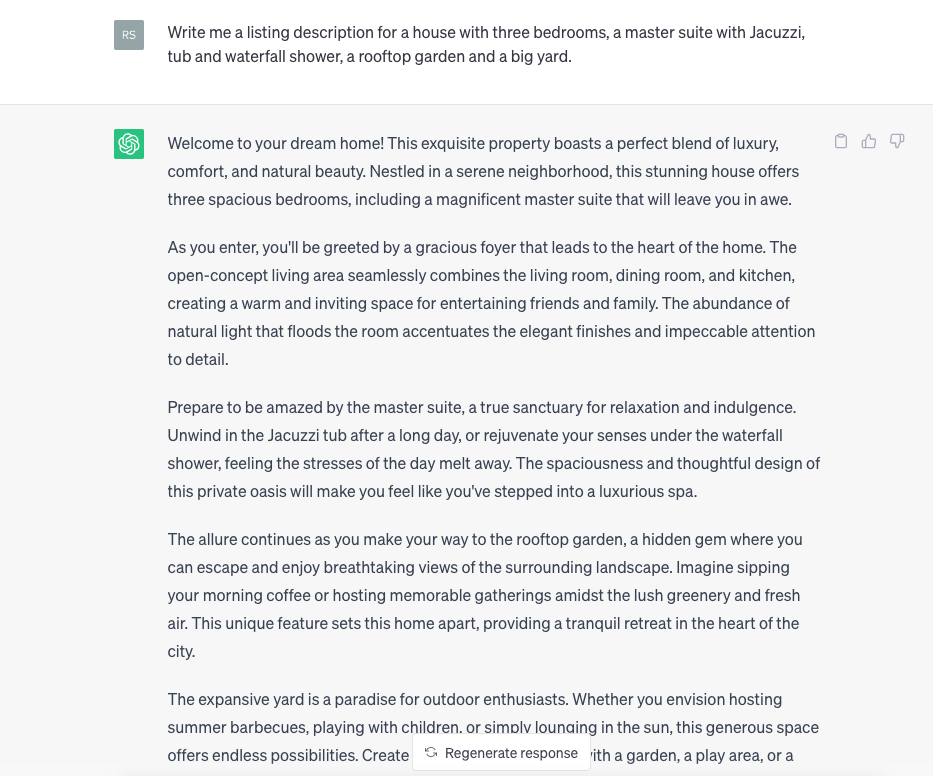 RS
Write me a listing description for a house with three bedrooms, a master suite with Jacuzzi,
tub and waterfall shower, a rooftop garden and a big yard.
Welcome to your dream home! This exquisite property boasts a perfect blend of luxury,
comfort, and natural beauty. Nestled in a serene neighborhood, this stunning house offers
three spacious bedrooms, including a magnificent master suite that will leave you in awe.
As you enter, you'll be greeted by a gracious foyer that leads to the heart of the home. The
open-concept living area seamlessly combines the living room, dining room, and kitchen,
creating a warm and inviting space for entertaining friends and family. The abundance of
natural light that floods the room accentuates the elegant finishes and impeccable attention
to detail.
Prepare to be amazed by the master suite, a true sanctuary for relaxation and indulgence.
Unwind in the Jacuzzi tub after a long day, or rejuvenate your senses under the waterfall
shower, feeling the stresses of the day melt away. The spaciousness and thoughtful design of
this private oasis will make you feel like you've stepped into a luxurious spa.
The allure continues as you make your way to the rooftop garden, a hidden gem where you
can escape and enjoy breathtaking views of the surrounding landscape. Imagine sipping
your morning coffee or hosting memorable gatherings amidst the lush greenery and fresh
air. This unique feature sets this home apart, providing a tranquil retreat in the heart of the
city.
The expansive yard is a paradise for outdoor enthusiasts. Whether you envision hosting
summer barbecues, playing with children, or simply lounging in the sun, this generous space
offers endless possibilities. Create with a garden, a play area, or a
Regenerate response